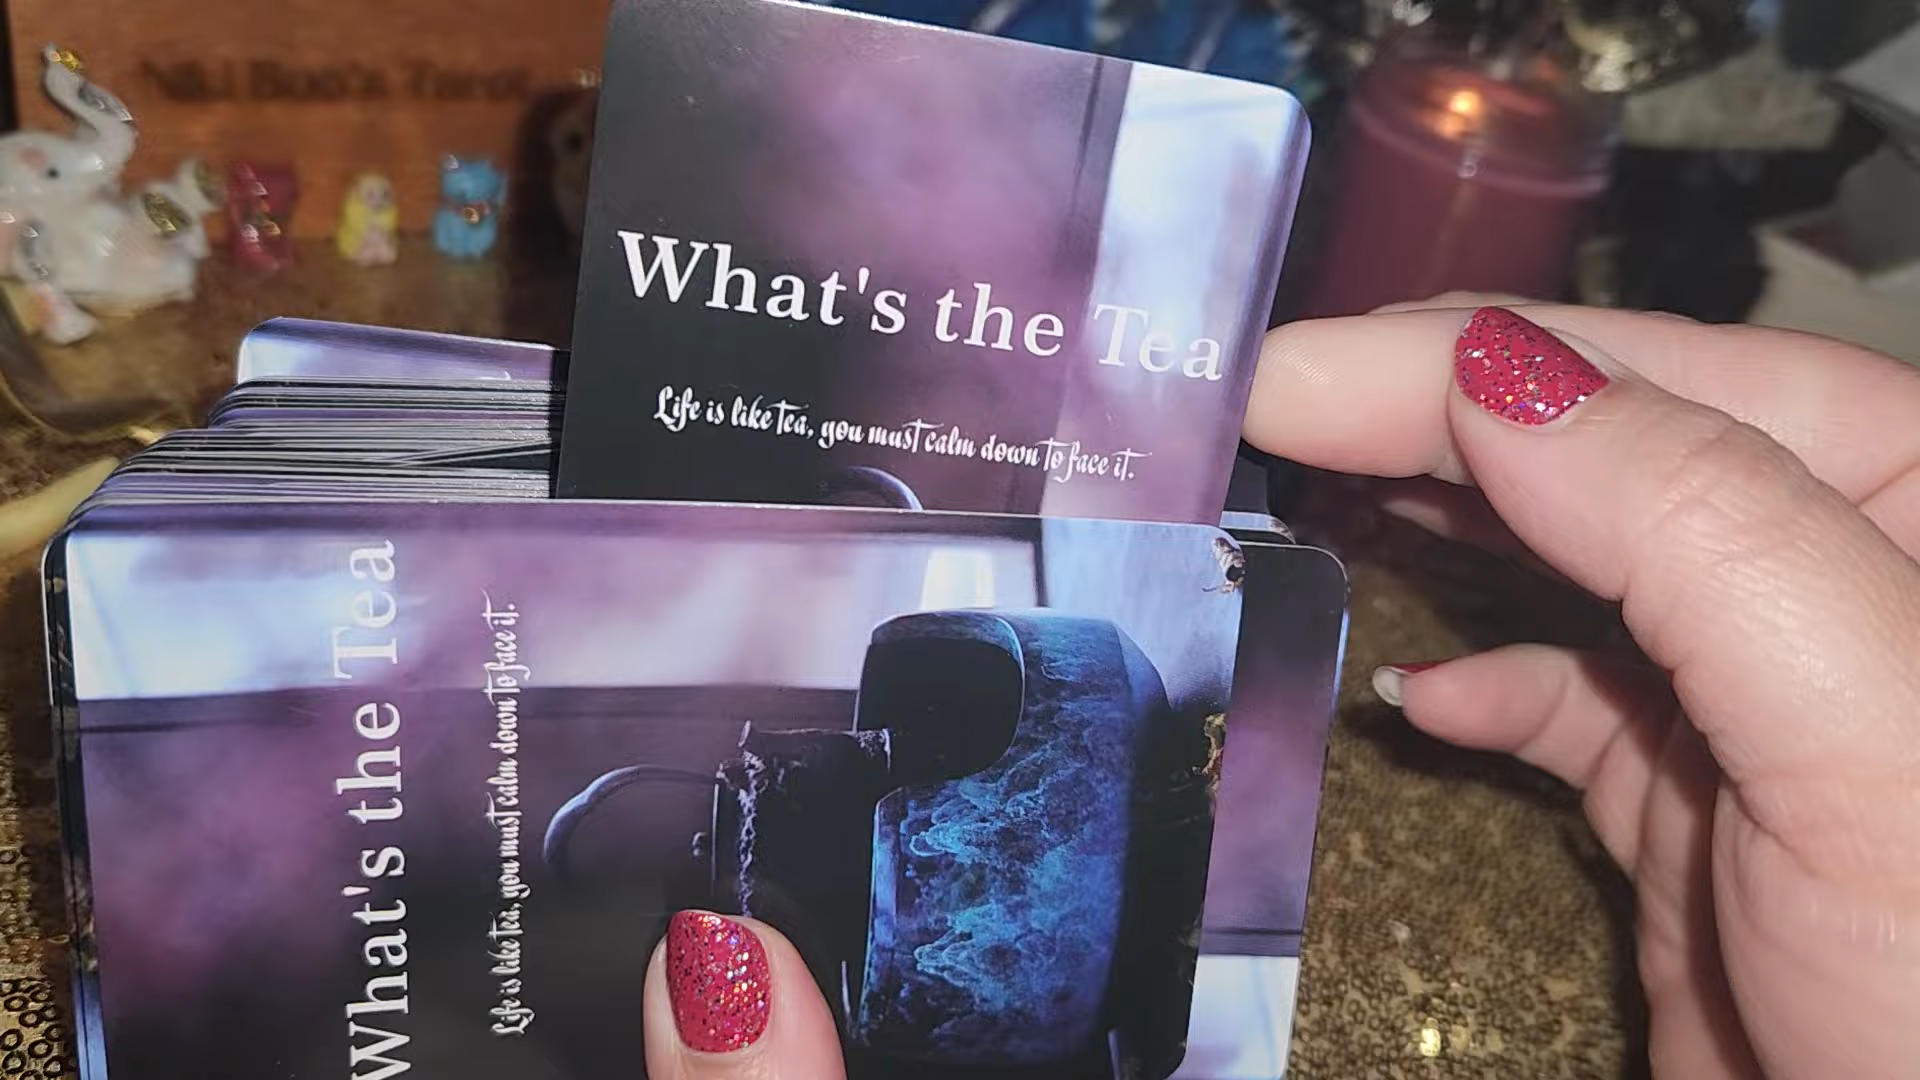 What's the Tea
Life is like tea, you must calm down to face it.
What's the Tea
Life is like tea, you must calm down to face it.